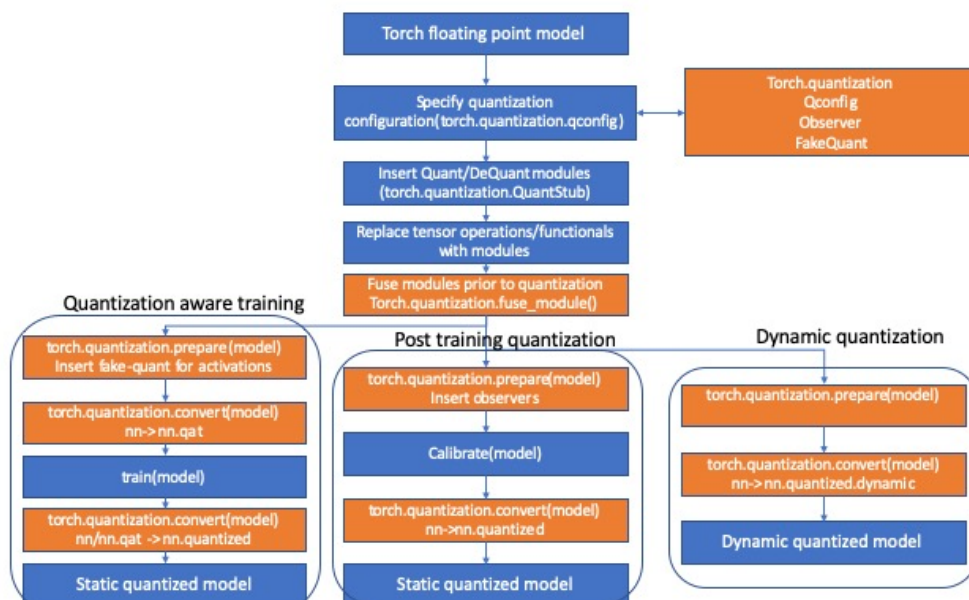 Torch floating point model
Specify quantization
configuration(torch.quantization.qconfig)
Torch.quantization
Qconfig
Observer
FakeQuant
Insert Quant/DeQuant modules
(torch.quantization.QuantStub)
Replace tensor operations/functionals
with modules
Fuse modules prior to quantization
Torch.quantization.fuse_module()
Quantization aware training
torch.quantization.prepare(model)
Insert fake-quant for activations
torch.quantization.convert(model)
nn->nn.qat
train(model)
torch.quantization.convert(model)
nn/nn.qat ->nn.quantized
Static quantized model
Post training quantization
torch.quantization.prepare(model)
Insert observers
Calibrate(model)
torch.quantization.convert(model)
nn->nn.quantized
Static quantized model
Dynamic quantization
torch.quantization.prepare(model)
torch.quantization.convert(model)
nn->nn.quantized.dynamic
Dynamic quantized model